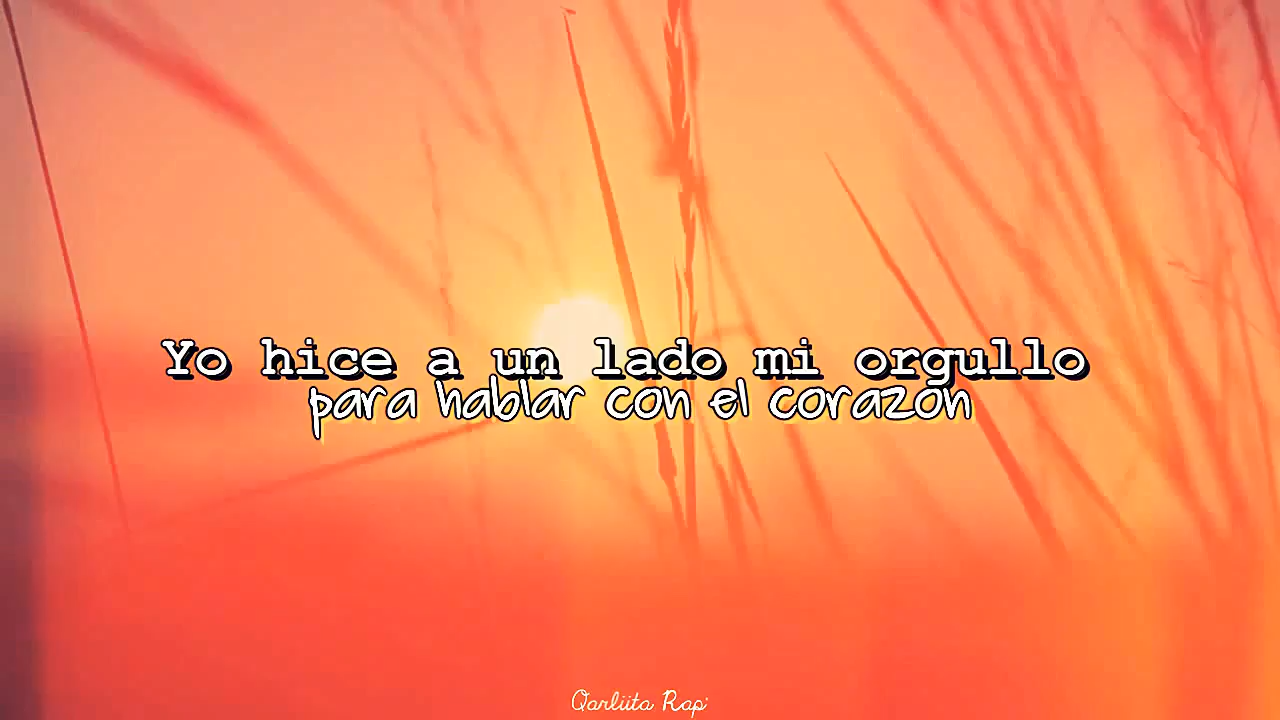 Yo hice a un lado mi orgullo
para hablar con el corazon
Qarliita Rap'